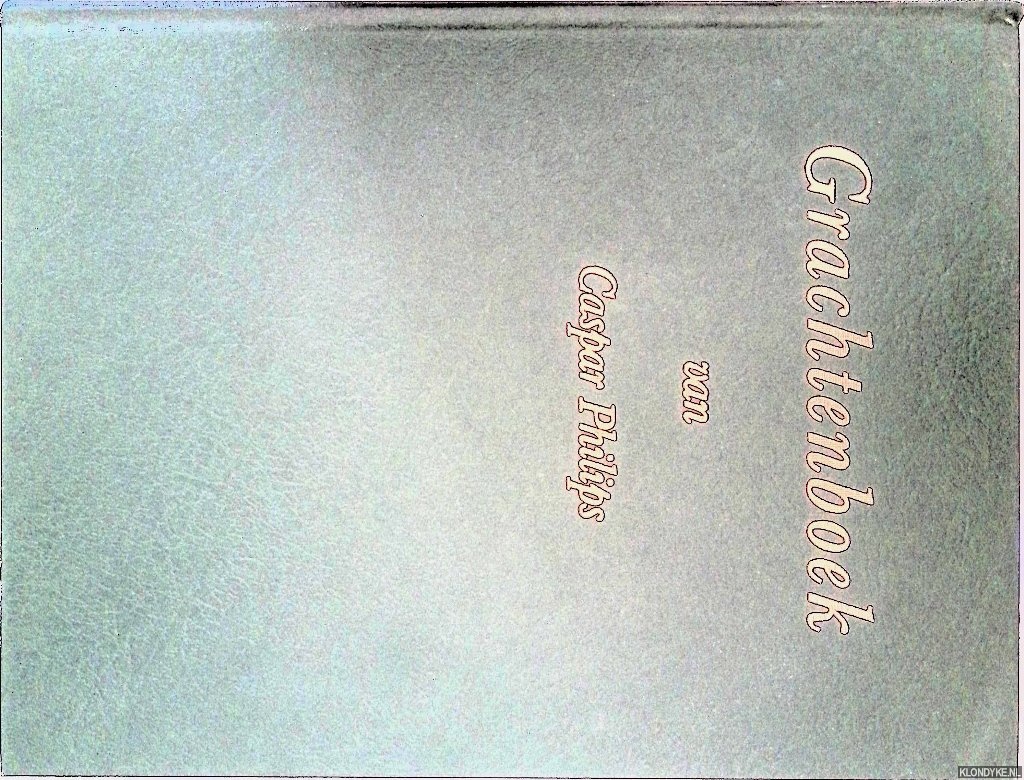 Grachtenboek
van
Caspar Philips
KLONDYKE.NL